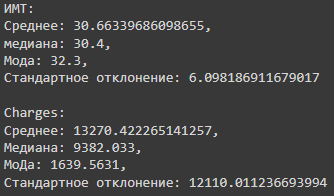 ИМТ:
Среднее: 30.66339686098655,
медиана: 30.4,
Мода: 32.3,
Стандартное отклонение: 6.098186911679017
Charges:
Среднее: 13270.422265141257,
Медиана: 9382.033,
МоДа: 1639.5631,
Стандартное отклонение: 12110.011236693994